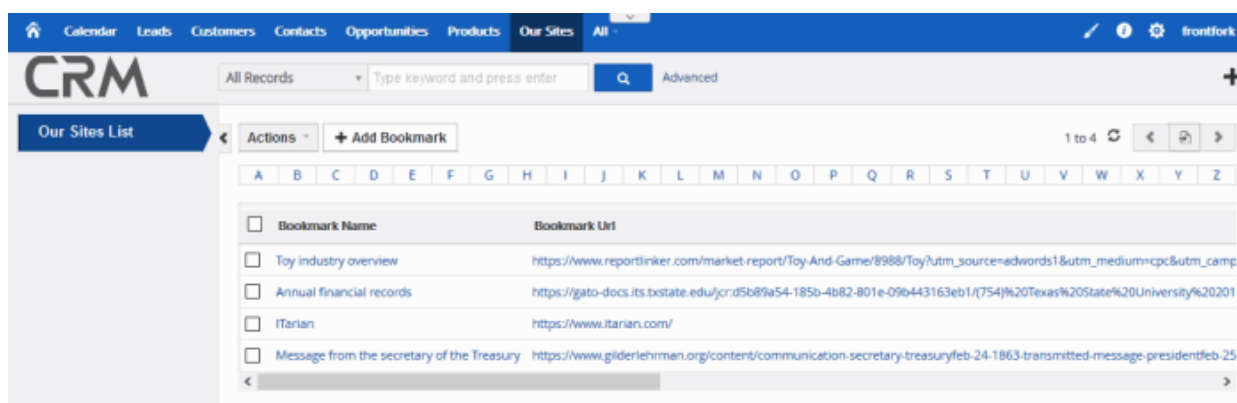 Calendar Leads Customers Contacts Opportunities Products Our Sites All frontfork
CRM All Records Type keyword and press enter Advanced
Our Sites List Actions + Add Bookmark 1 to 4
A B C D E F G H I J K L M N O P Q R S T U V W X Y Z
Bookmark Name Bookmark Url
Toy industry overview https://www.reportlinker.com/market-report/Toy-And-Game/8988/Toy?utm_source=adwords1&utm_medium=cpc&utm_camp
Annual financial records https://gato-docs.its.txstate.edu/jcr:d5b89a54-185b-4b82-801e-09b443163eb1/(754)%20Texas%20State%20University%20201
ITarian https://www.itarian.com/
Message from the secretary of the Treasury https://www.gilderlehrman.org/content/communication-secretary-treasuryfeb-24-1863-transmitted-message-presidentfeb-25